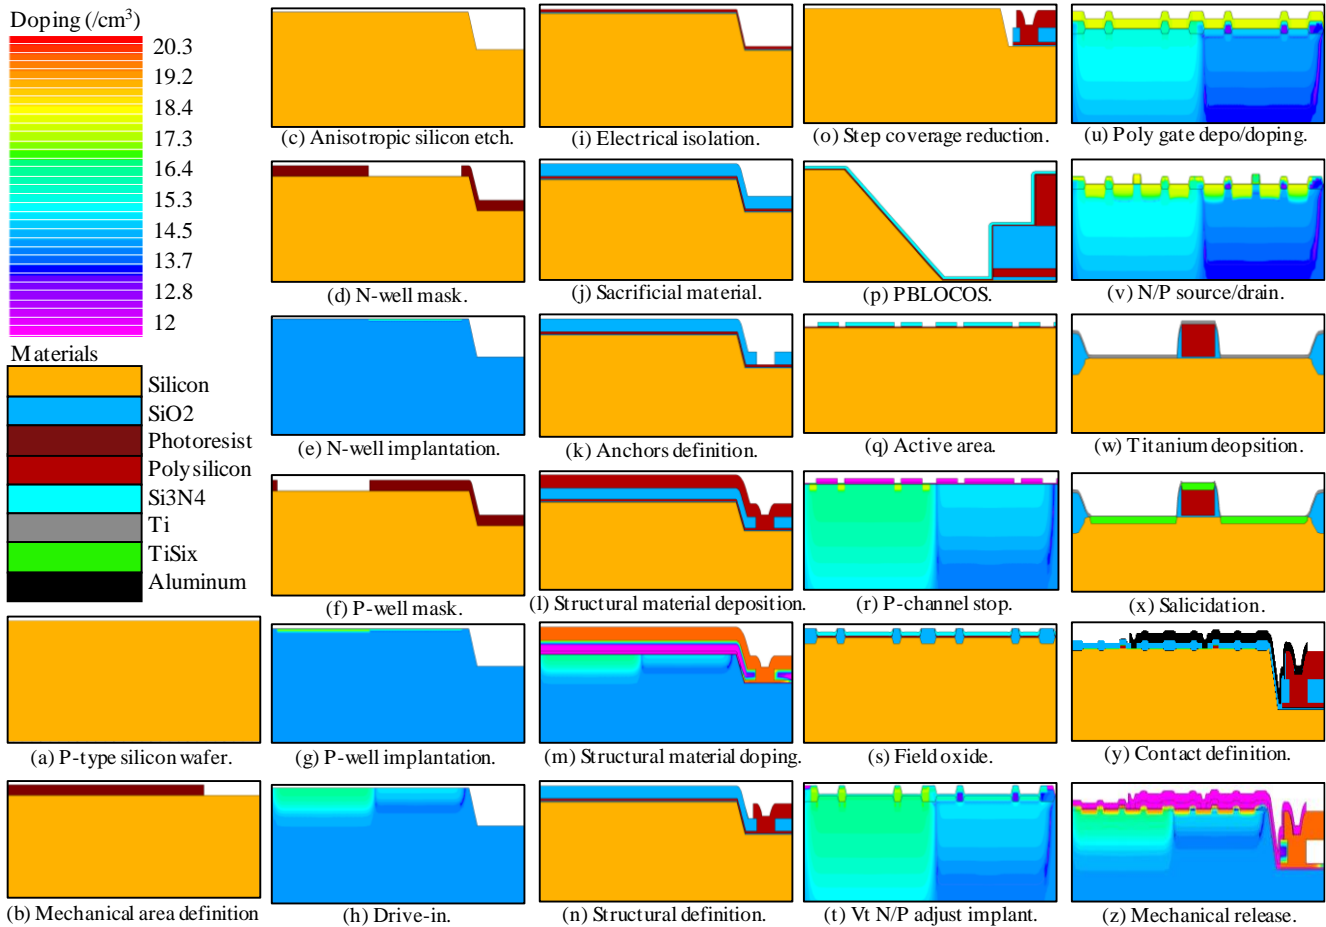 Doping (/cm³)
20.3
19.2
18.4
17.3
16.4
15.3
14.5
13.7
12.8
12
Materials
Silicon
SiO2
Photoresist
Polysilicon
Si3N4
Ti
TiSix
Aluminum
(a) P-type silicon wafer.
(b) Mechanical area definition
(c) Anisotropic silicon etch.
(d) N-well mask.
(e) N-well implantation.
(f) P-well mask.
(g) P-well implantation.
(h) Drive-in.
(i) Electrical isolation.
(j) Sacrificial material.
(k) Anchors definition.
(l) Structural material deposition.
(m) Structural material doping.
(n) Structural definition.
(o) Step coverage reduction.
(p) PBLOCOS.
(q) Active area.
(r) P-channel stop.
(s) Field oxide.
(t) Vt N/P adjust implant.
(u) Poly gate depo/doping.
(v) N/P source/drain.
(w) Titanium deopsition.
(x) Salicidation.
(y) Contact definition.
(z) Mechanical release.